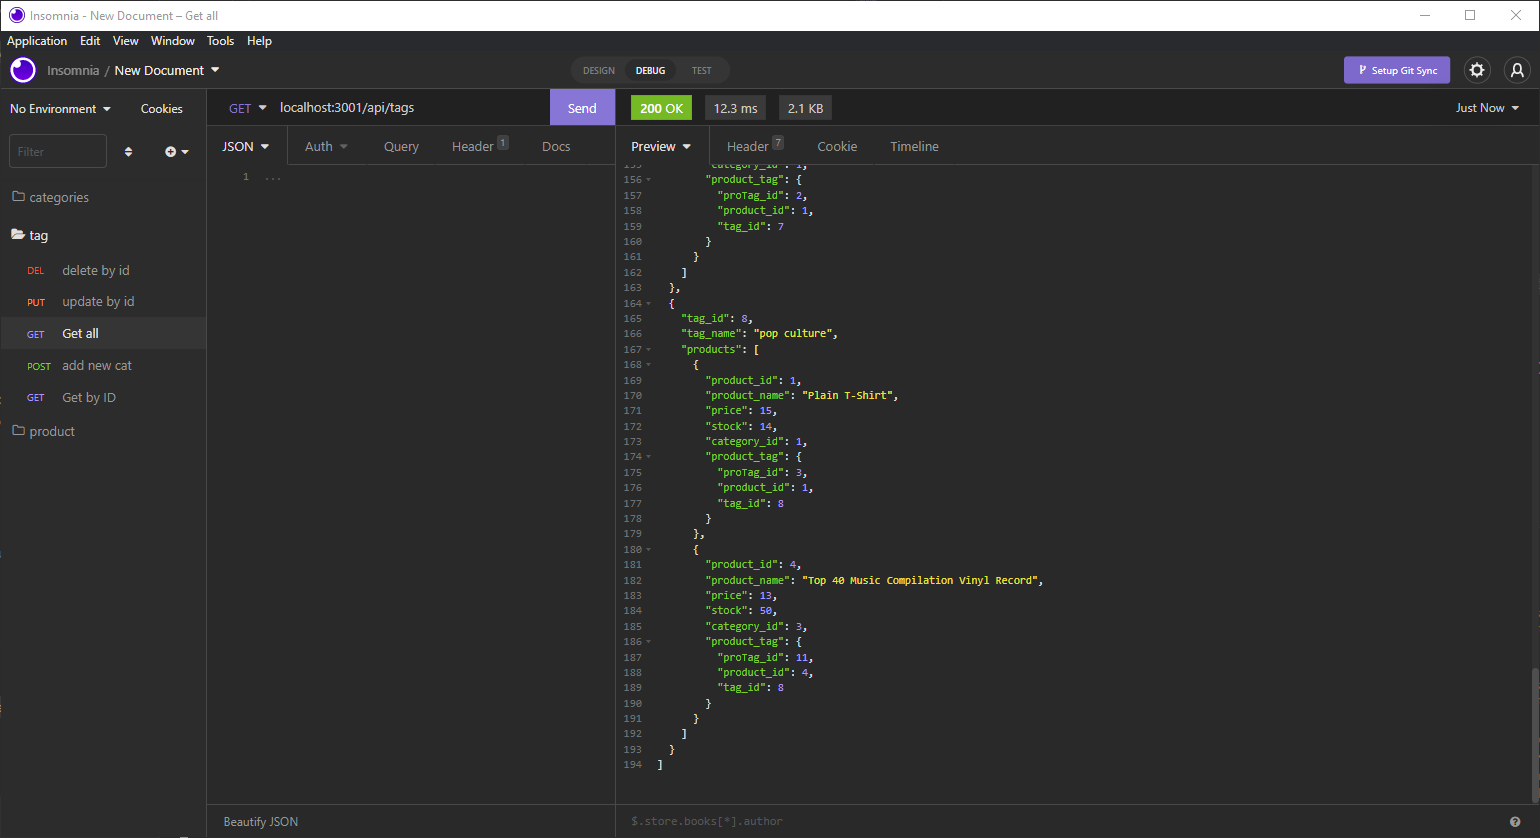 Insomnia - New Document – Get all
Application Edit View Window Tools Help
Insomnia / New Document
DESIGN DEBUG TEST
Setup Git Sync
No Environment Cookies
GET localhost:3001/api/tags Send
200 OK 12.3 ms 2.1 KB Just Now
Filter
JSON Auth Query Header 1 Docs
Preview Header 7 Cookie Timeline
categories
tag
DEL delete by id
PUT update by id
GET Get all
POST add new cat
GET Get by ID
product
1 ...
155 "category_id": 1,
156 "product_tag": {
157 "proTag_id": 2,
158 "product_id": 1,
159 "tag_id": 7
160 }
161 }
162 ]
163 },
164 {
165 "tag_id": 8,
166 "tag_name": "pop culture",
167 "products": [
168 {
169 "product_id": 1,
170 "product_name": "Plain T-Shirt",
171 "price": 15,
172 "stock": 14,
173 "category_id": 1,
174 "product_tag": {
175 "proTag_id": 3,
176 "product_id": 1,
177 "tag_id": 8
178 }
179 },
180 {
181 "product_id": 4,
182 "product_name": "Top 40 Music Compilation Vinyl Record",
183 "price": 13,
184 "stock": 50,
185 "category_id": 3,
186 "product_tag": {
187 "proTag_id": 11,
188 "product_id": 4,
189 "tag_id": 8
190 }
191 }
192 ]
193 }
194 ]
Beautify JSON
$.store.books[*].author